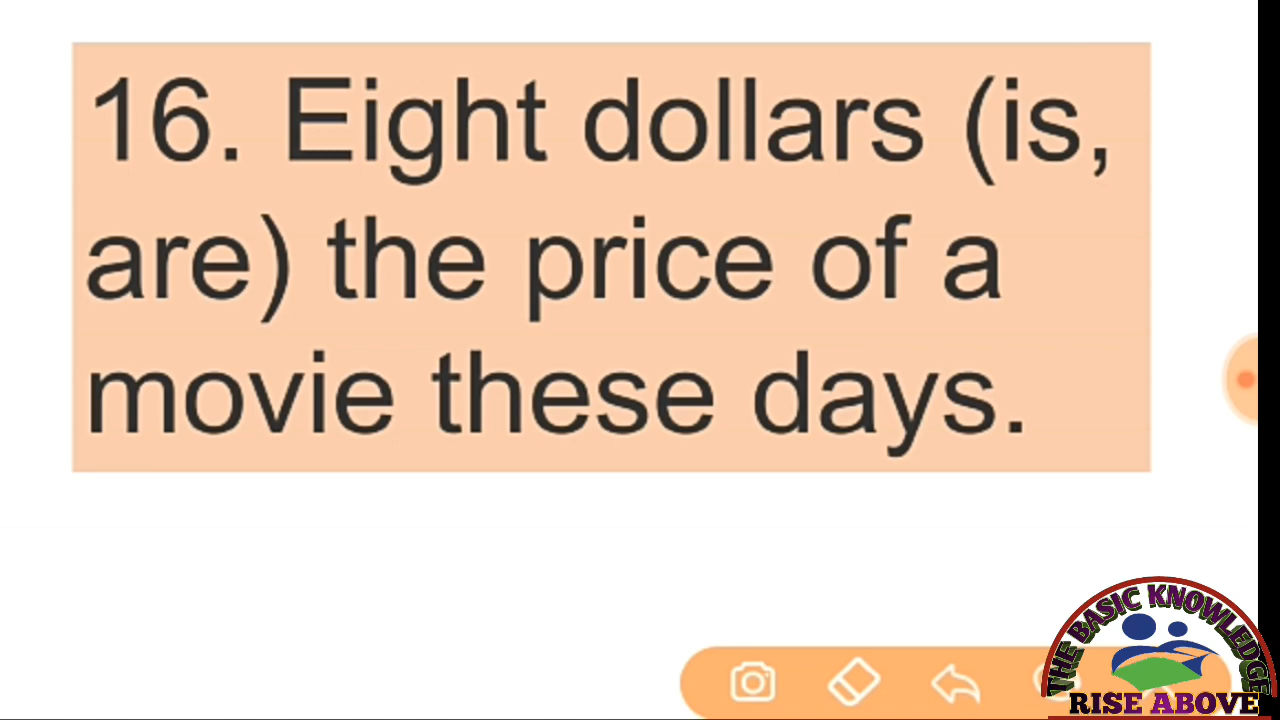 16. Eight dollars (is,
are) the price of a
movie these days.
THE BASIC KNOWLEDGE
RISE ABOVE